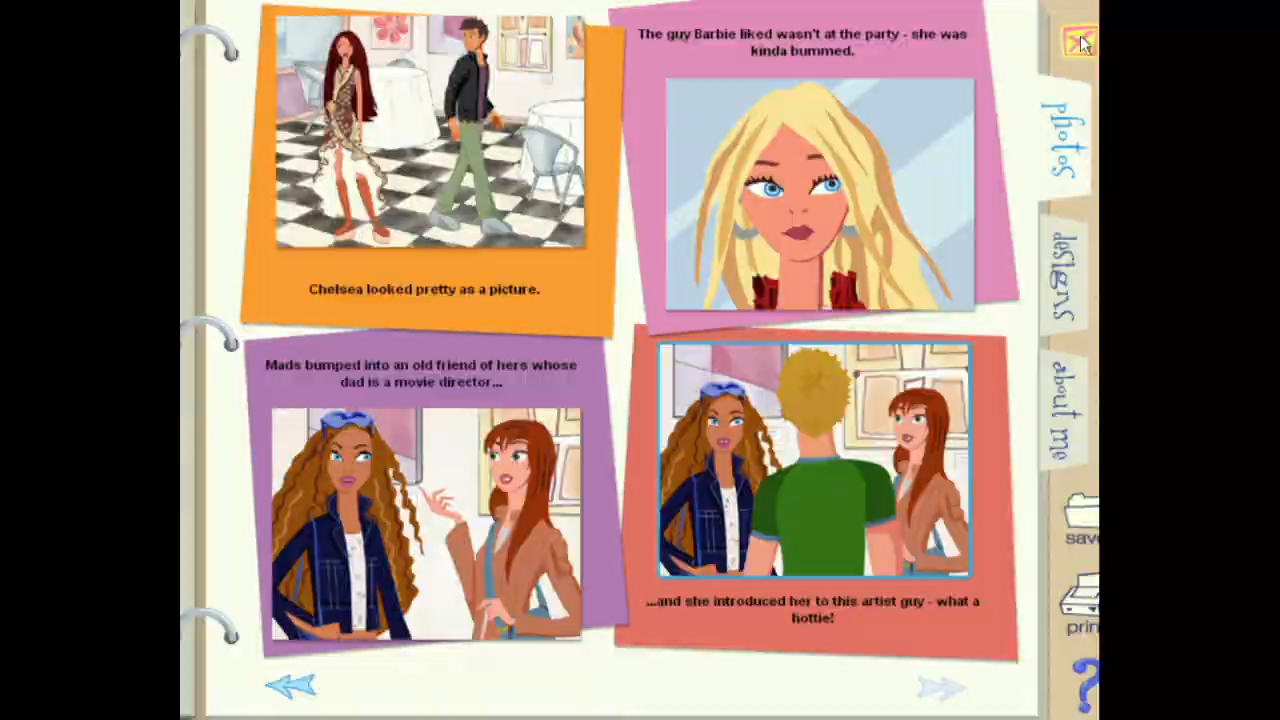 The guy Barbie liked wasn't at the party - she was
kinda bummed.
Chelsea looked pretty as a picture.
Mads bumped into an old friend of hers whose
dad is a movie director...
...and she introduced her to this artist guy - what a
hottie!
photos
designs
about me
save
prin
?